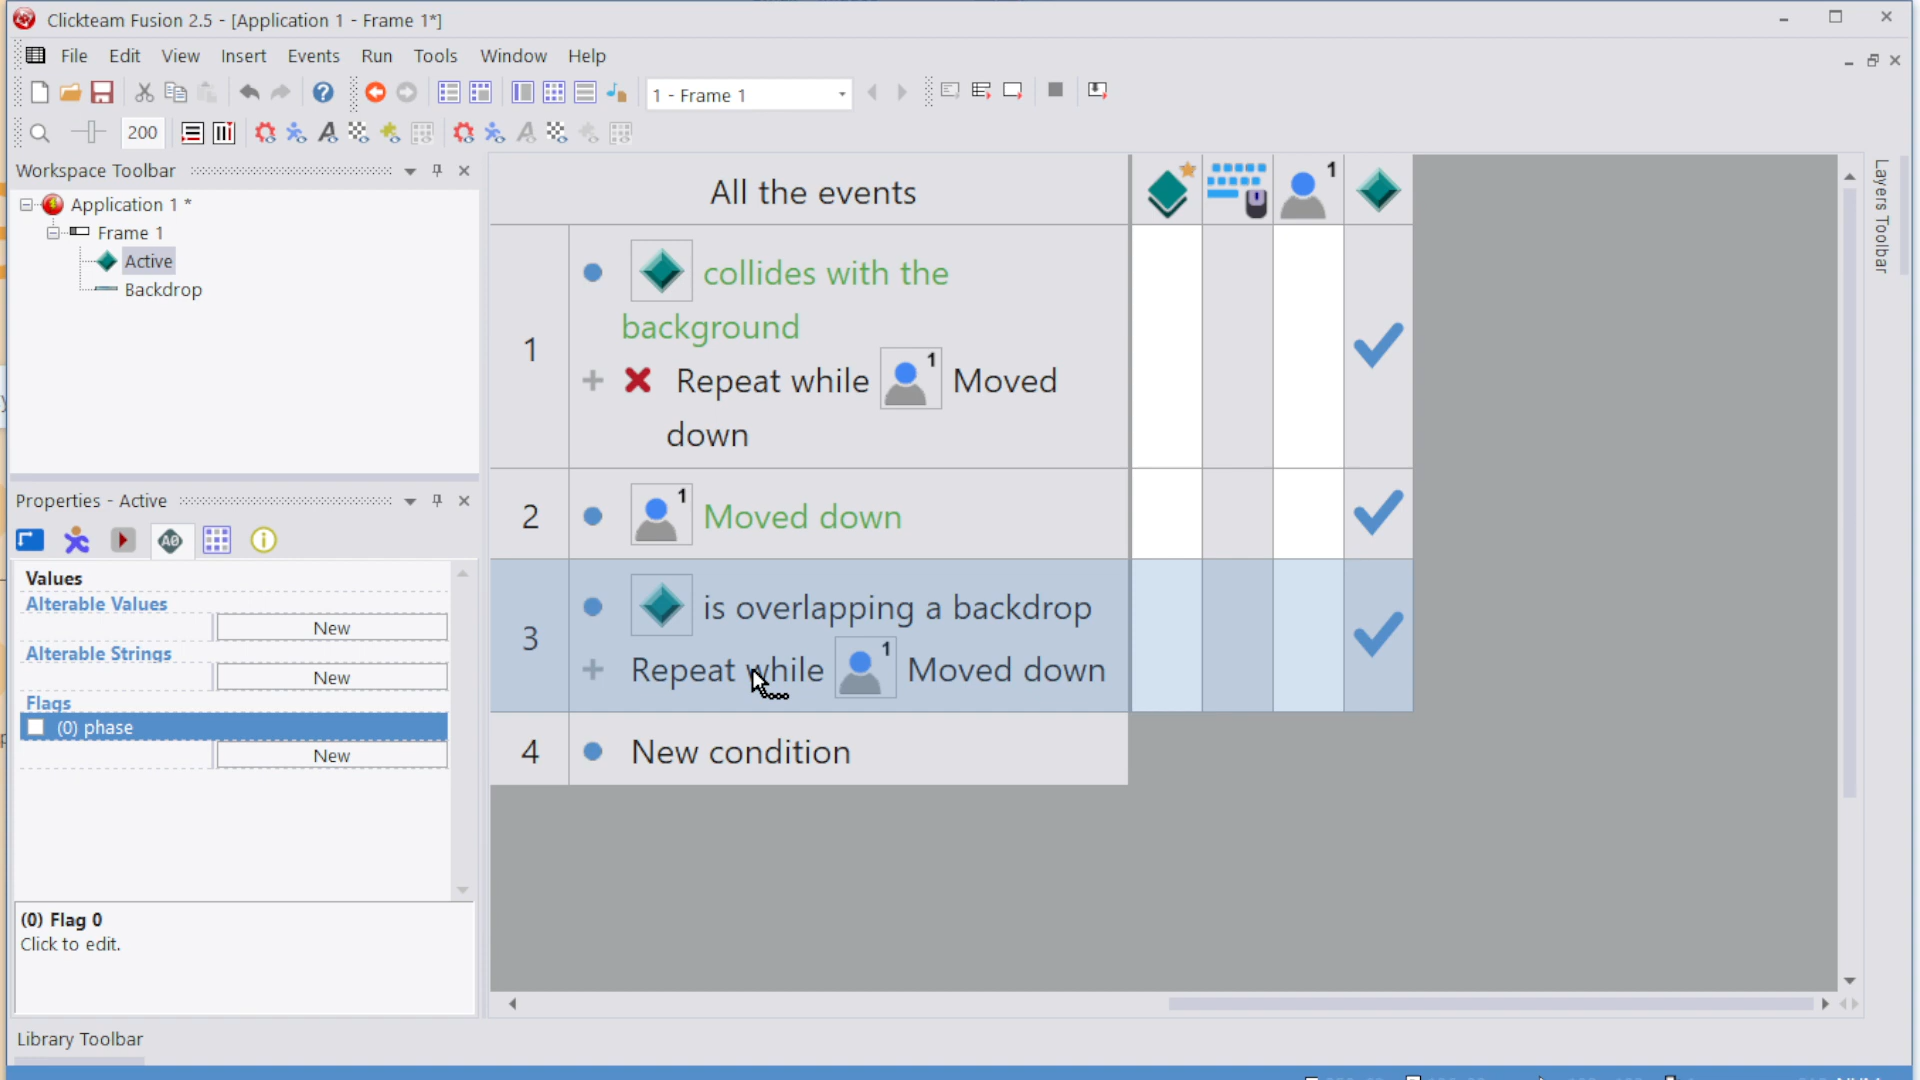 Clickteam Fusion 2.5 - [Application 1 - Frame 1*]
File Edit View Insert Events Run Tools Window Help
1 - Frame 1
200
Workspace Toolbar
Application 1 *
Frame 1
Active
Backdrop
Properties - Active
Values
Alterable Values
New
Alterable Strings
New
Flags
(0) phase
New
(0) Flag 0
Click to edit.
Library Toolbar
All the events
1
1
collides with the
background
Repeat while 1 Moved
down
2
1 Moved down
3
is overlapping a backdrop
Repeat while 1 Moved down
4 New condition
Layers Toolbar